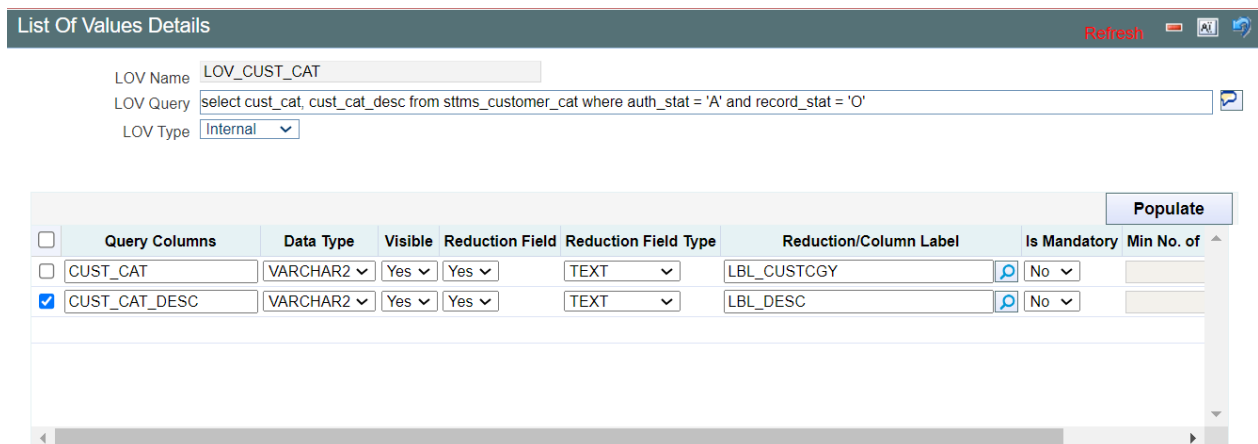 List Of Values Details Refresh
LOV Name LOV_CUST_CAT
LOV Query select cust_cat, cust_cat_desc from sttms_customer_cat where auth_stat = 'A' and record_stat = 'O'
LOV Type Internal
Populate
Query Columns Data Type Visible Reduction Field Reduction Field Type Reduction/Column Label Is Mandatory Min No. of
CUST_CAT VARCHAR2 Yes Yes TEXT LBL_CUSTCGY No
CUST_CAT_DESC VARCHAR2 Yes Yes TEXT LBL_DESC No